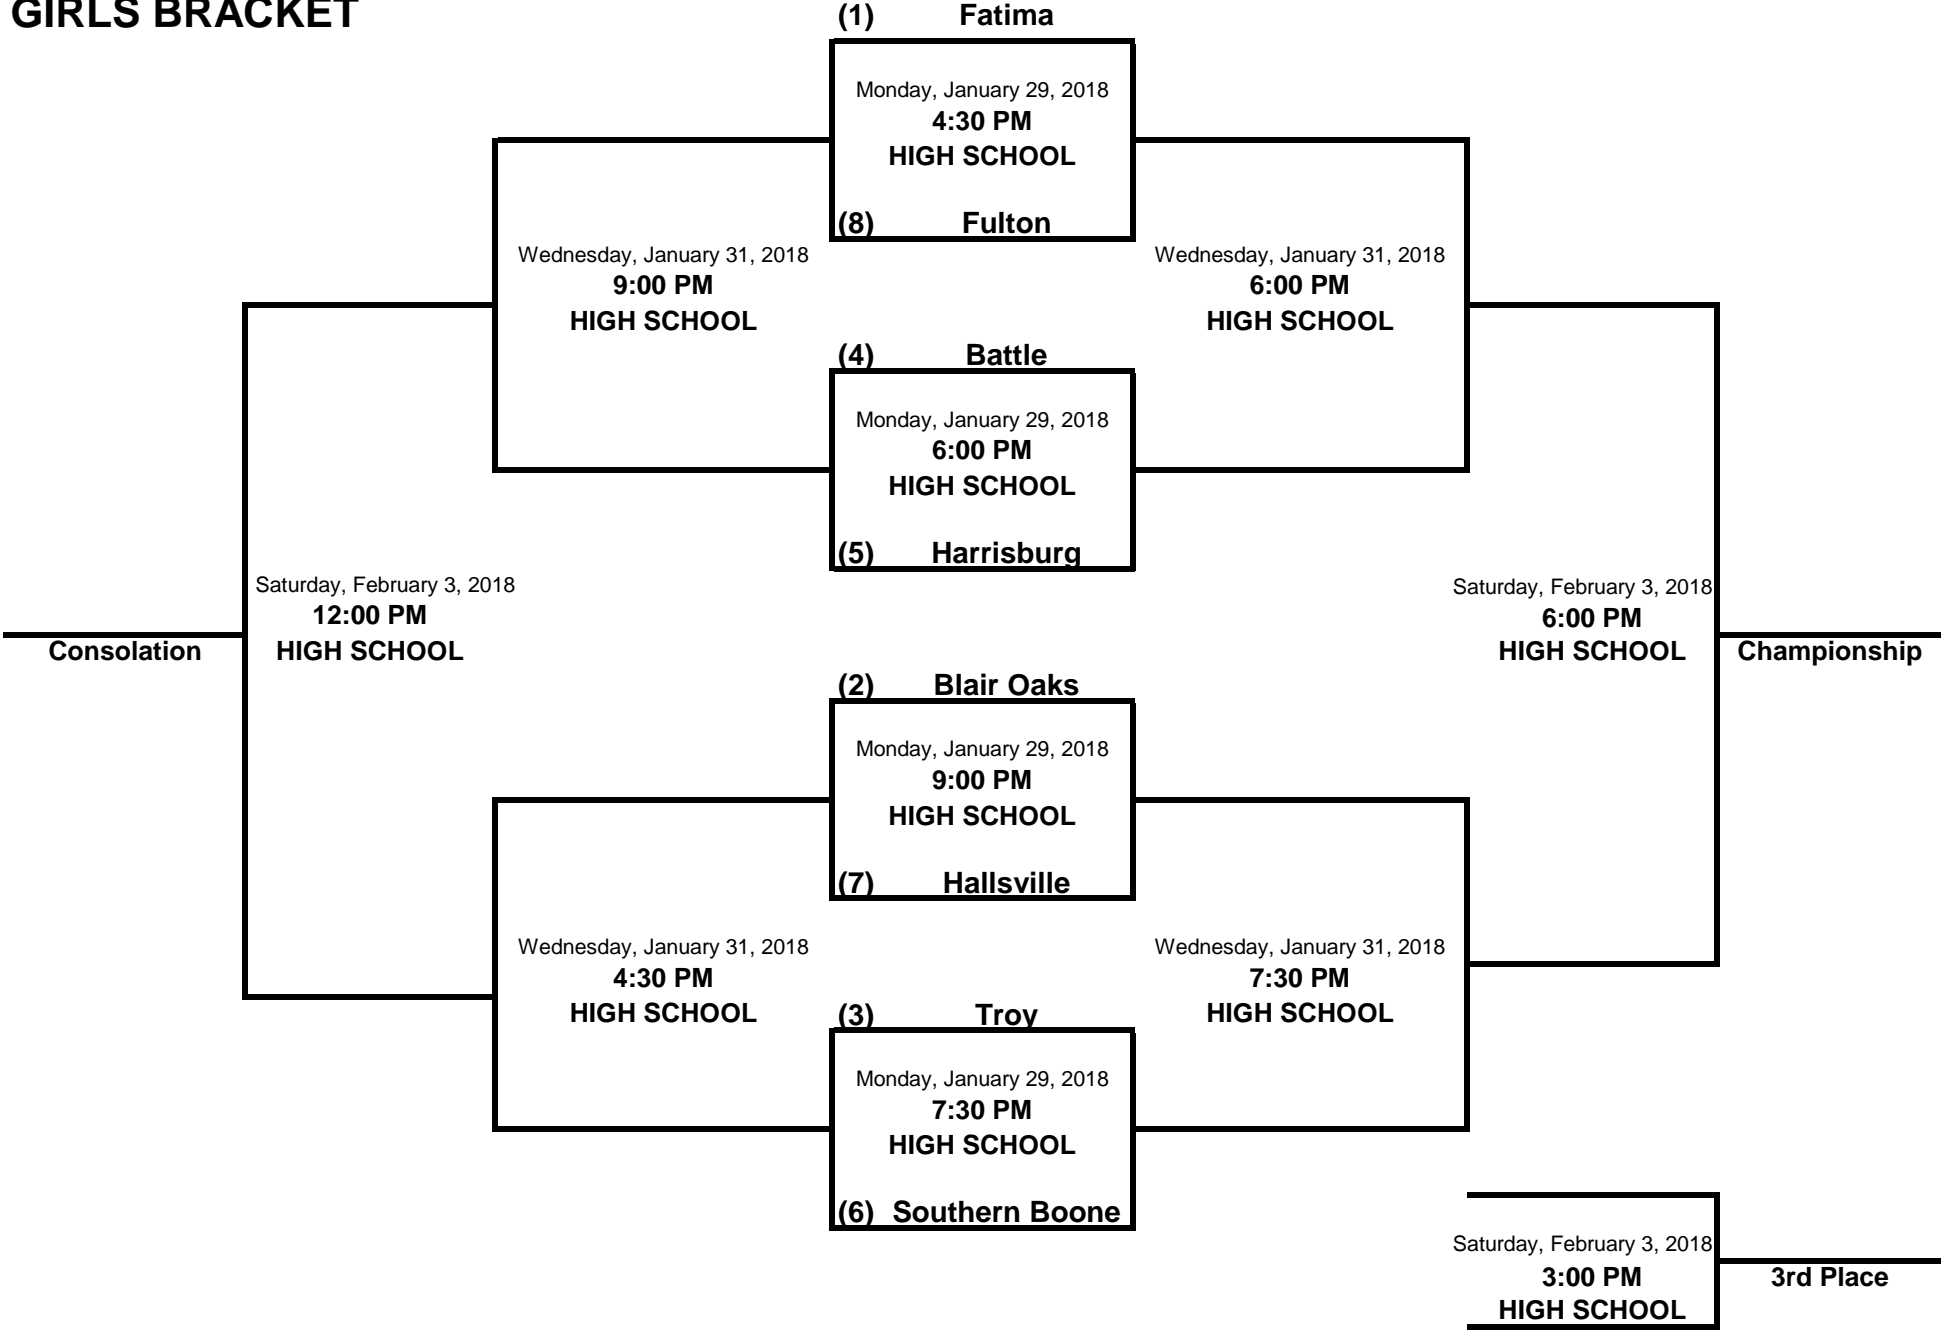 GIRLS BRACKET
(1) Fatima
Monday, January 29, 2018
4:30 PM
HIGH SCHOOL
(8) Fulton
Wednesday, January 31, 2018
9:00 PM
HIGH SCHOOL
Wednesday, January 31, 2018
6:00 PM
HIGH SCHOOL
(4) Battle
Monday, January 29, 2018
6:00 PM
HIGH SCHOOL
(5) Harrisburg
Saturday, February 3, 2018
12:00 PM
HIGH SCHOOL
Consolation
Saturday, February 3, 2018
6:00 PM
HIGH SCHOOL
Championship
(2) Blair Oaks
Monday, January 29, 2018
9:00 PM
HIGH SCHOOL
(7) Hallsville
Wednesday, January 31, 2018
4:30 PM
HIGH SCHOOL
Wednesday, January 31, 2018
7:30 PM
HIGH SCHOOL
(3) Troy
Monday, January 29, 2018
7:30 PM
HIGH SCHOOL
(6) Southern Boone
Saturday, February 3, 2018
3:00 PM
HIGH SCHOOL
3rd Place